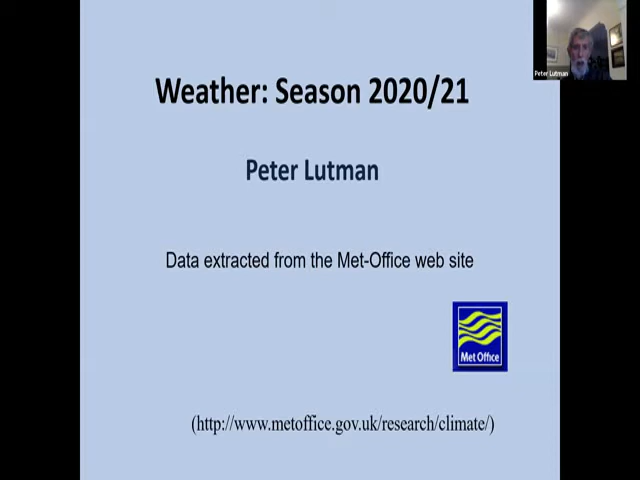 Weather: Season 2020/21
Peter Lutman
Data extracted from the Met-Office web site
Met Office
(http://www.metoffice.gov.uk/research/climate/)
Peter Lutman